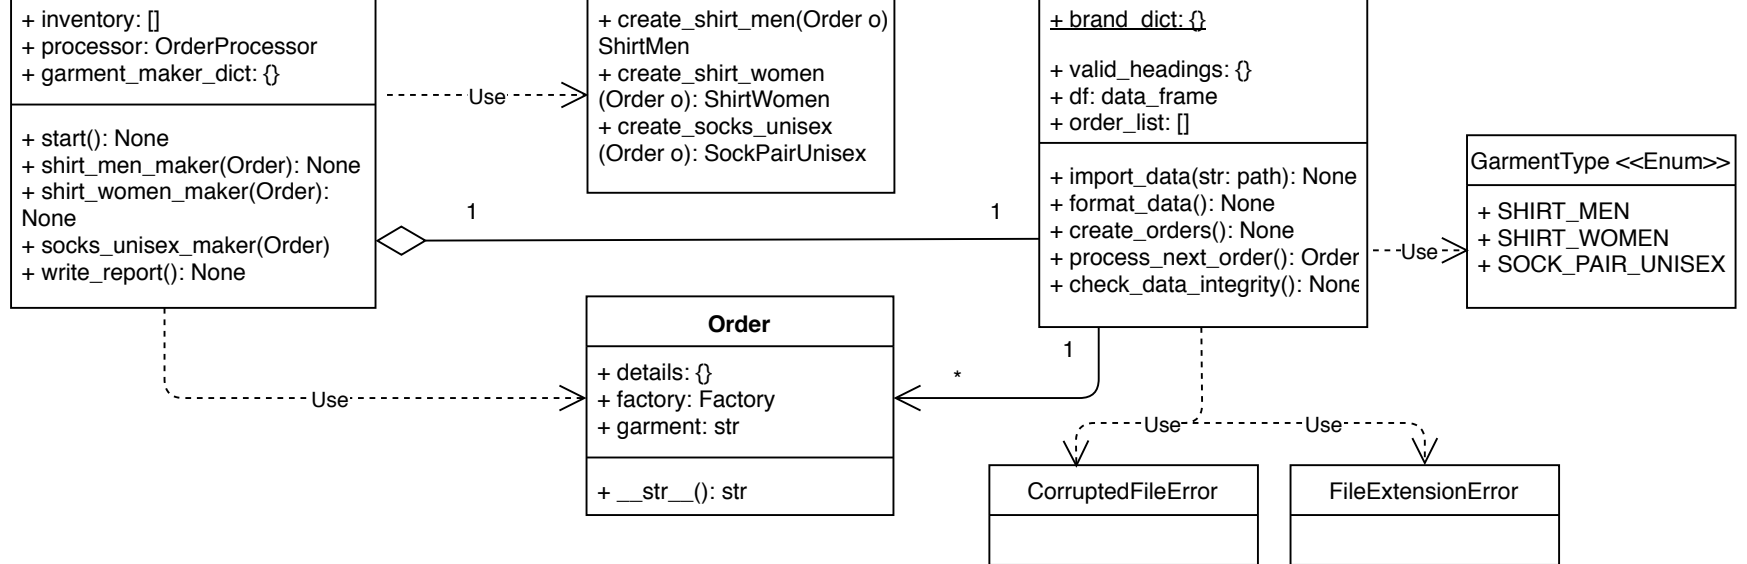 + inventory: []
+ processor: OrderProcessor
+ garment_maker_dict: {}
+ start(): None
+ shirt_men_maker(Order): None
+ shirt_women_maker(Order):
None
+ socks_unisex_maker(Order)
+ write_report(): None
Use
+ create_shirt_men(Order o)
ShirtMen
+ create_shirt_women
(Order o): ShirtWomen
+ create_socks_unisex
(Order o): SockPairUnisex
1
1
+ brand_dict: {}
+ valid_headings: {}
+ df: data_frame
+ order_list: []
+ import_data(str: path): None
+ format_data(): None
+ create_orders(): None
+ process_next_order(): Order
+ check_data_integrity(): None
Use
GarmentType <<Enum>>
+ SHIRT_MEN
+ SHIRT_WOMEN
+ SOCK_PAIR_UNISEX
Use
Order
+ details: {}
+ factory: Factory
+ garment: str
+ __str__(): str
1
*
Use
Use
CorruptedFileError
FileExtensionError